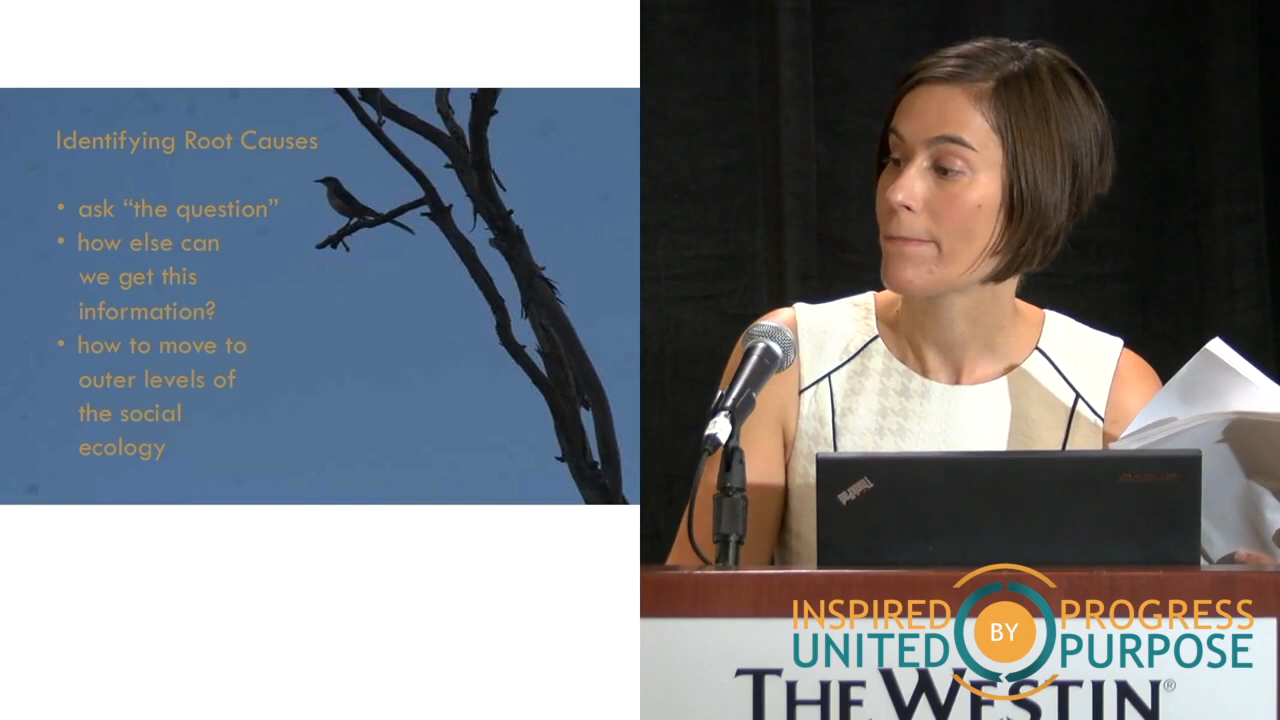 Identifying Root Causes
• ask “the question”
• how else can
we get this
information?
• how to move to
outer levels of
the social
ecology
ThinkPad
INSPIRED BY PROGRESS
UNITED PURPOSE
THE WESTIN®